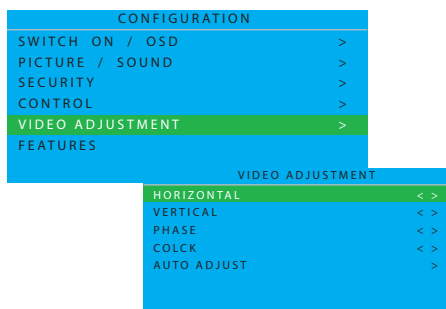 CONFIGURATION
SWITCH ON / OSD >
PICTURE / SOUND >
SECURITY >
CONTROL >
VIDEO ADJUSTMENT >
FEATURES
VIDEO ADJUSTMENT
HORIZONTAL < >
VERTICAL < >
PHASE < >
COLCK < >
AUTO ADJUST >